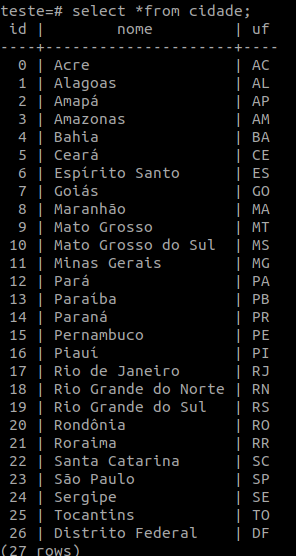 teste=# select *from cidade;
 id |        nome         | uf
----+---------------------+----
  0 | Acre                | AC
  1 | Alagoas             | AL
  2 | Amapá               | AP
  3 | Amazonas            | AM
  4 | Bahia               | BA
  5 | Ceará               | CE
  6 | Espírito Santo      | ES
  7 | Goiás               | GO
  8 | Maranhão            | MA
  9 | Mato Grosso         | MT
 10 | Mato Grosso do Sul  | MS
 11 | Minas Gerais        | MG
 12 | Pará                | PA
 13 | Paraíba             | PB
 14 | Paraná              | PR
 15 | Pernambuco          | PE
 16 | Piauí               | PI
 17 | Rio de Janeiro      | RJ
 18 | Rio Grande do Norte | RN
 19 | Rio Grande do Sul   | RS
 20 | Rondônia            | RO
 21 | Roraima             | RR
 22 | Santa Catarina      | SC
 23 | São Paulo           | SP
 24 | Sergipe             | SE
 25 | Tocantins           | TO
 26 | Distrito Federal    | DF
(27 rows)